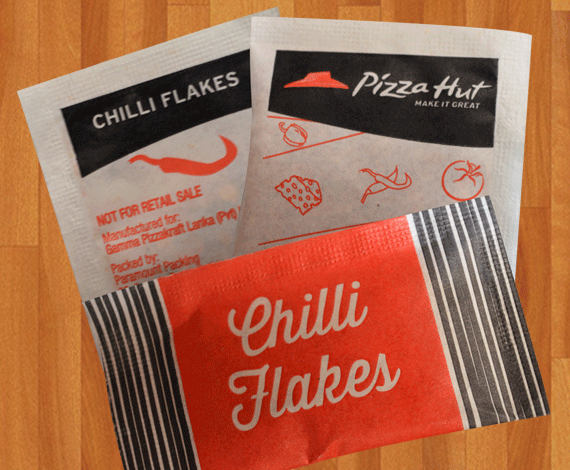 CHILLI FLAKES
NOT FOR RETAIL SALE
Manufactured for:
Gamma Pizzakraft Lanka (Pvt)
Packed by:
Paramount Packing
Pizza Hut
MAKE IT GREAT
Chilli
Flakes